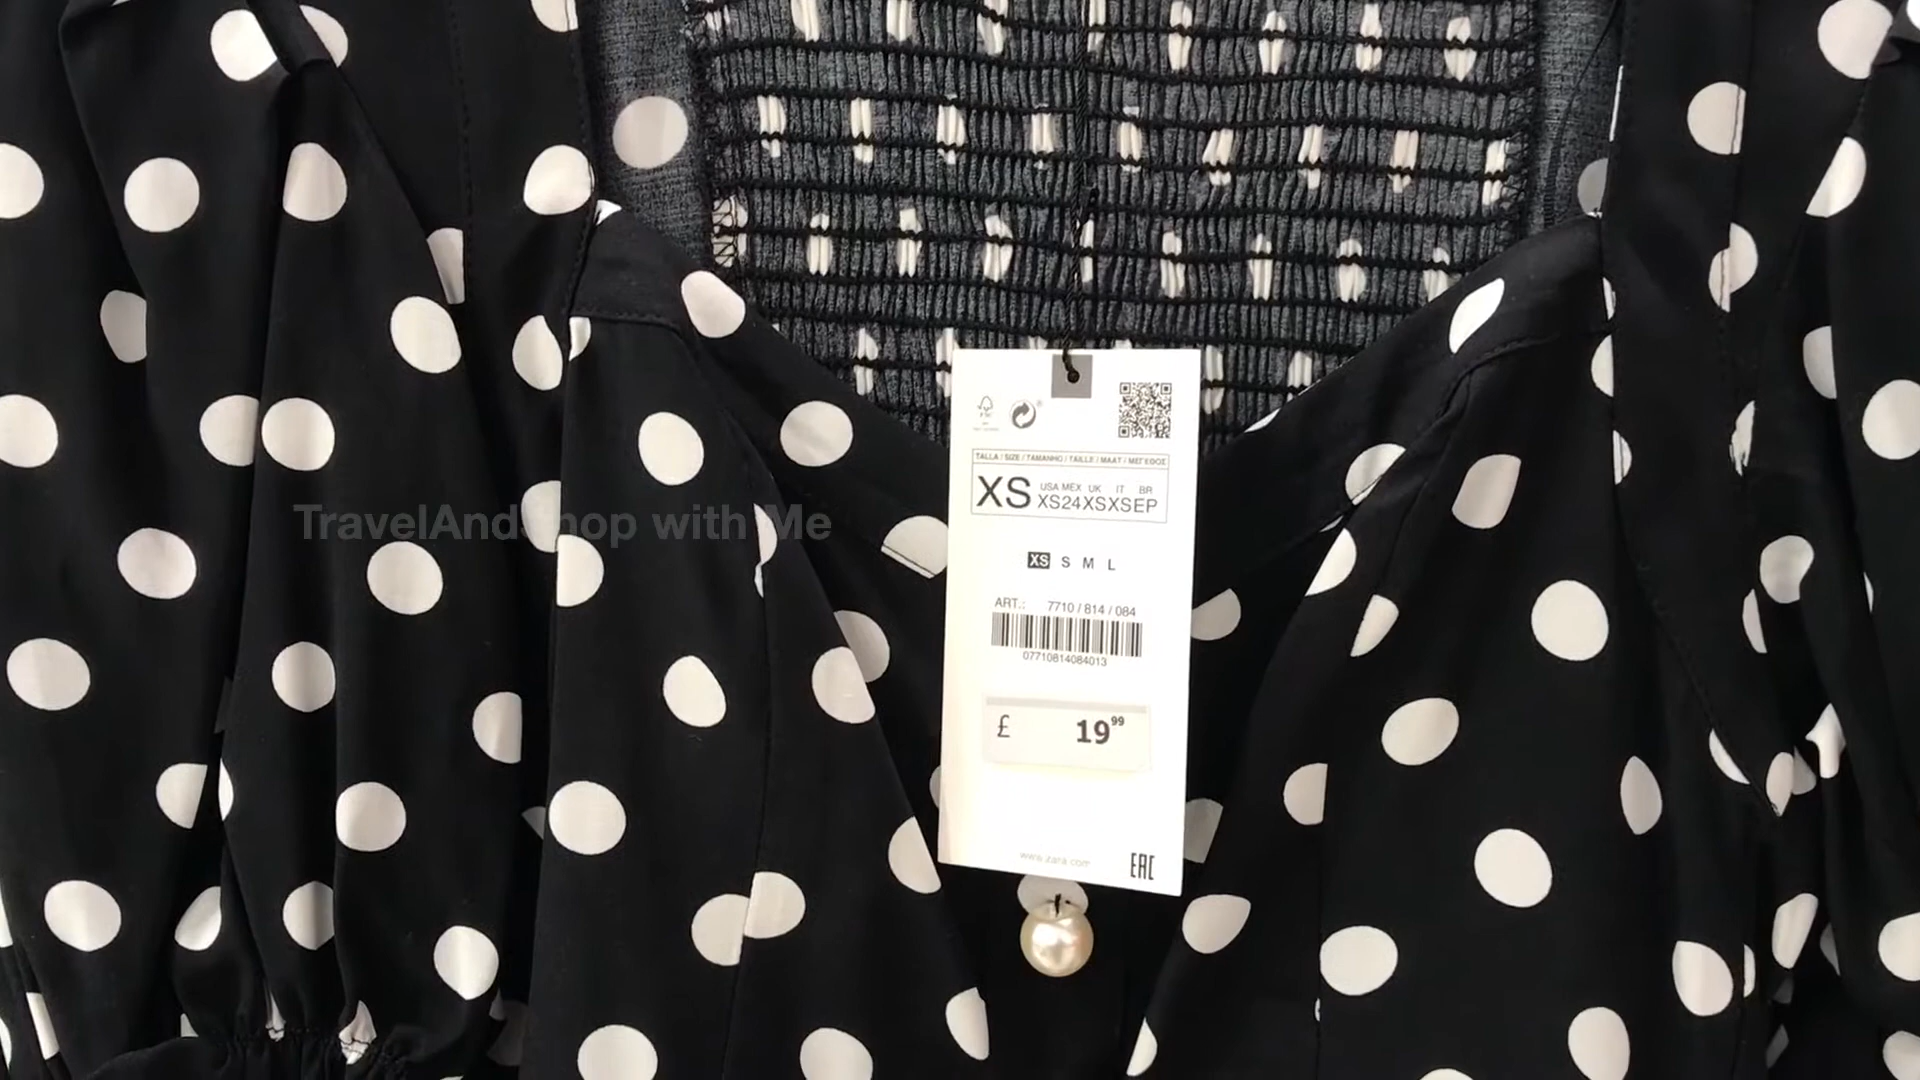 FSC
TALLA / SIZE / TAMANHO / TAILLE / MAAT / ΜΕΓΕΘΟΣ
XS
USA MEX UK IT BR
XS24XSXSEP
TravelAndShop with Me
XS S M L
ART.: 7710 / 814 / 084
07710814084013
£ 19⁹⁹
www.zara.com
EAC